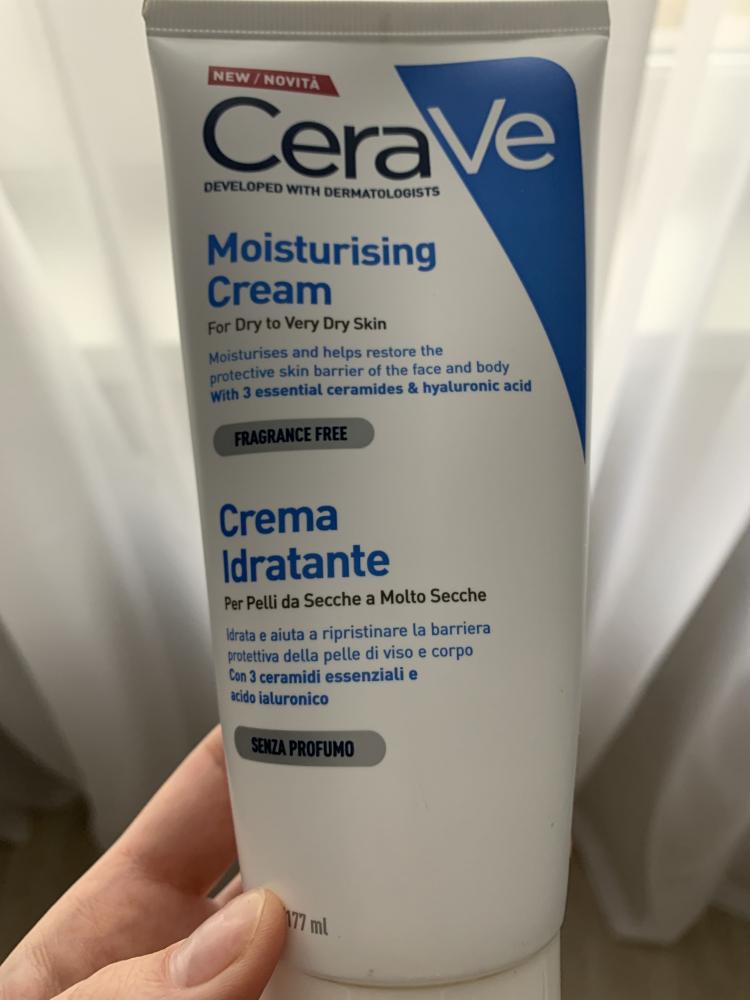 NEW / NOVITÀ
CeraVe
DEVELOPED WITH DERMATOLOGISTS
Moisturising
Cream
For Dry to Very Dry Skin
Moisturises and helps restore the
protective skin barrier of the face and body
With 3 essential ceramides & hyaluronic acid
FRAGRANCE FREE
Crema
Idratante
Per Pelli da Secche a Molto Secche
Idrata e aiuta a ripristinare la barriera
protettiva della pelle di viso e corpo
Con 3 ceramidi essenziali e
acido ialuronico
SENZA PROFUMO
177 ml